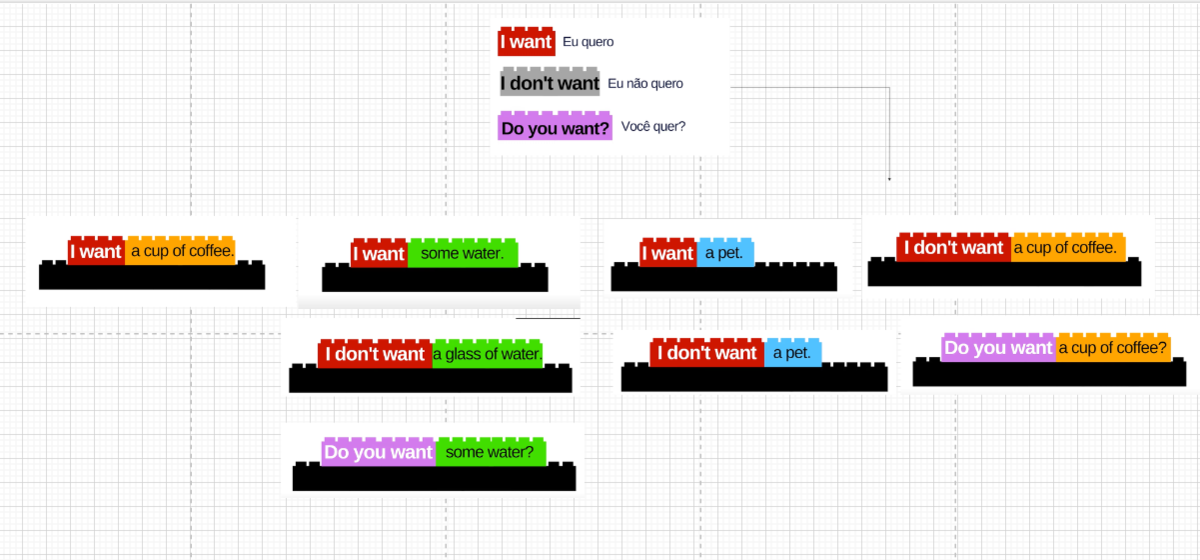 I want Eu quero
I don't want Eu não quero
Do you want? Você quer?
I want a cup of coffee.
I want some water.
I want a pet.
I don't want a cup of coffee.
I don't want a glass of water.
I don't want a pet.
Do you want a cup of coffee?
Do you want some water?